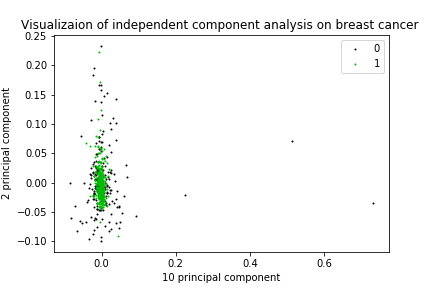 Visualizaion of independent component analysis on breast cancer
0.25
0.20
0.15
0.10
0.05
0.00
−0.05
−0.10
2 principal component
0
1
0.0 0.2 0.4 0.6
10 principal component